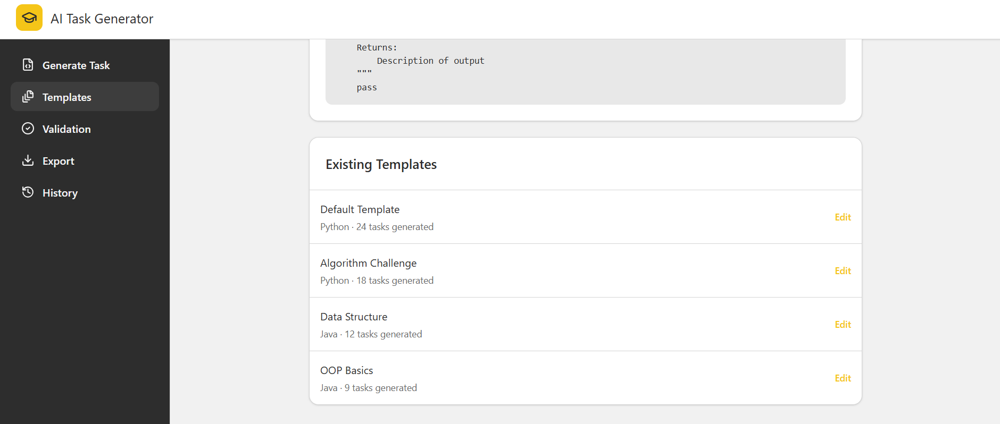 AI Task Generator
Generate Task
Templates
Validation
Export
History
Returns:
Description of output
"""
pass
Existing Templates
Default Template
Python · 24 tasks generated
Edit
Algorithm Challenge
Python · 18 tasks generated
Edit
Data Structure
Java · 12 tasks generated
Edit
OOP Basics
Java · 9 tasks generated
Edit